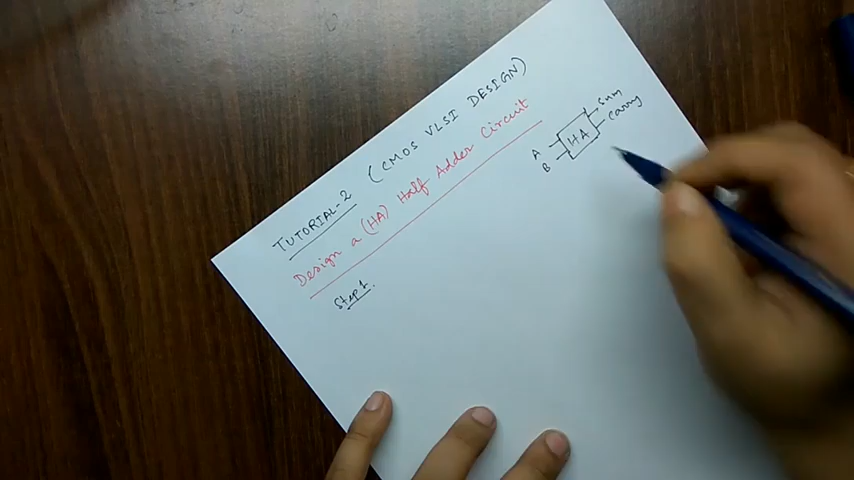 TUTORIAL-2 (CMOS VLSI DESIGN)
Design a (HA) Half Adder Circuit
Step 1.
A
B
HA
Sum
Carry